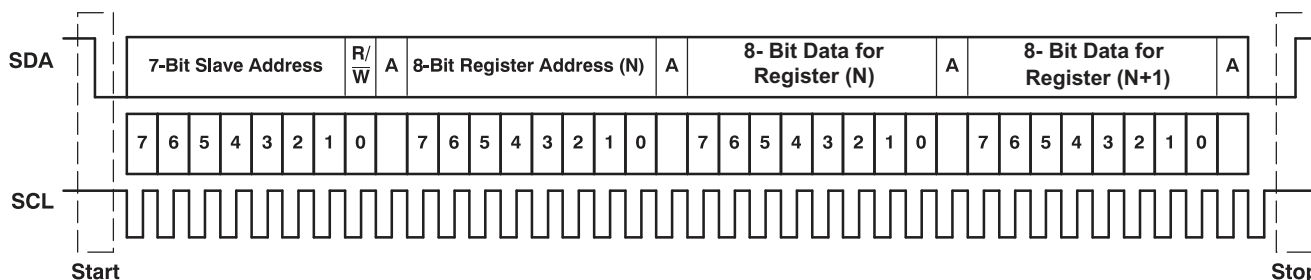 SDA
7-Bit Slave Address
R/
W
A
8-Bit Register Address (N)
A
8- Bit Data for
Register (N)
A
8- Bit Data for
Register (N+1)
A
7 6 5 4 3 2 1 0 7 6 5 4 3 2 1 0 7 6 5 4 3 2 1 0 7 6 5 4 3 2 1 0
SCL
Start
Stop